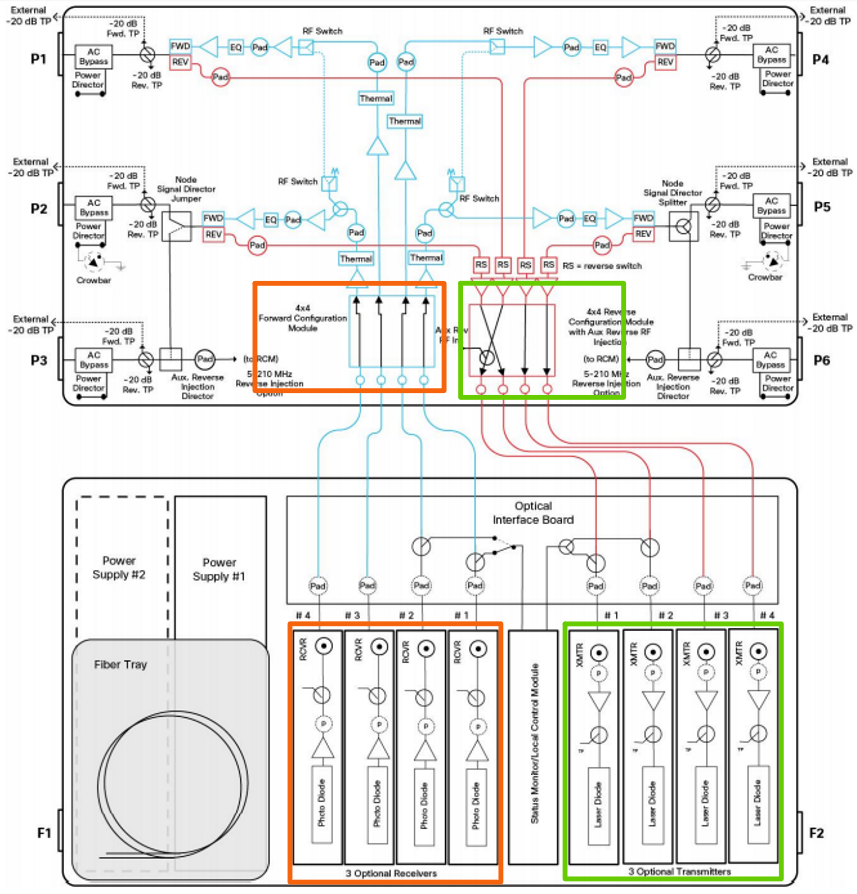 External
-20 dB TP
-20 dB
Fwd. TP
P1
AC
Bypass
Power
Director
-20 dB
Rev. TP
FWD
REV
EQ
Pad
RF Switch
Pad
Pad
Pad
Thermal
Thermal
RF Switch
Pad
EQ
FWD
REV
Pad
-20 dB
Fwd. TP
-20 dB
Rev. TP
AC
Bypass
Power
Director
External
-20 dB TP
P4
External
-20 dB TP
-20 dB
Fwd. TP
P2
AC
Bypass
Power
Director
-20 dB
Rev. TP
Crowbar
Node
Signal Director
Jumper
FWD
REV
EQ
Pad
Pad
RF Switch
Pad
Thermal
RF Switch
Pad
Thermal
Pad
EQ
FWD
REV
Pad
Node
Signal Director
Splitter
-20 dB
Fwd. TP
-20 dB
Rev. TP
AC
Bypass
Power
Director
Crowbar
External
-20 dB TP
P5
RS
RS
RS
RS
RS = reverse switch
External
-20 dB TP
-20 dB
Fwd. TP
P3
AC
Bypass
Power
Director
-20 dB
Rev. TP
Pad
Aux. Reverse
Injection
Director
(to RCM)
5-210 MHz
Reverse Injection
Option
4x4
Forward Configuration
Module
Aux Rev
RF In
4x4 Reverse
Configuration Module
with Aux Reverse RF
Injection
(to RCM)
5-210 MHz
Reverse Injection
Option
Pad
Aux. Reverse
Injection
Director
-20 dB
Fwd. TP
-20 dB
Rev. TP
AC
Bypass
Power
Director
External
-20 dB TP
P6
Power
Supply #2
Power
Supply #1
Fiber Tray
F1
Optical
Interface Board
Pad
Pad
Pad
Pad
Pad
Pad
Pad
Pad
# 4
# 3
# 2
# 1
# 1
# 2
# 3
# 4
RCVR
P
Photo Diode
RCVR
P
Photo Diode
RCVR
P
Photo Diode
RCVR
P
Photo Diode
Status Monitor/Local Control Module
XMTR
P
TP
Laser Diode
XMTR
P
TP
Laser Diode
XMTR
P
TP
Laser Diode
XMTR
P
TP
Laser Diode
3 Optional Receivers
3 Optional Transmitters
F2